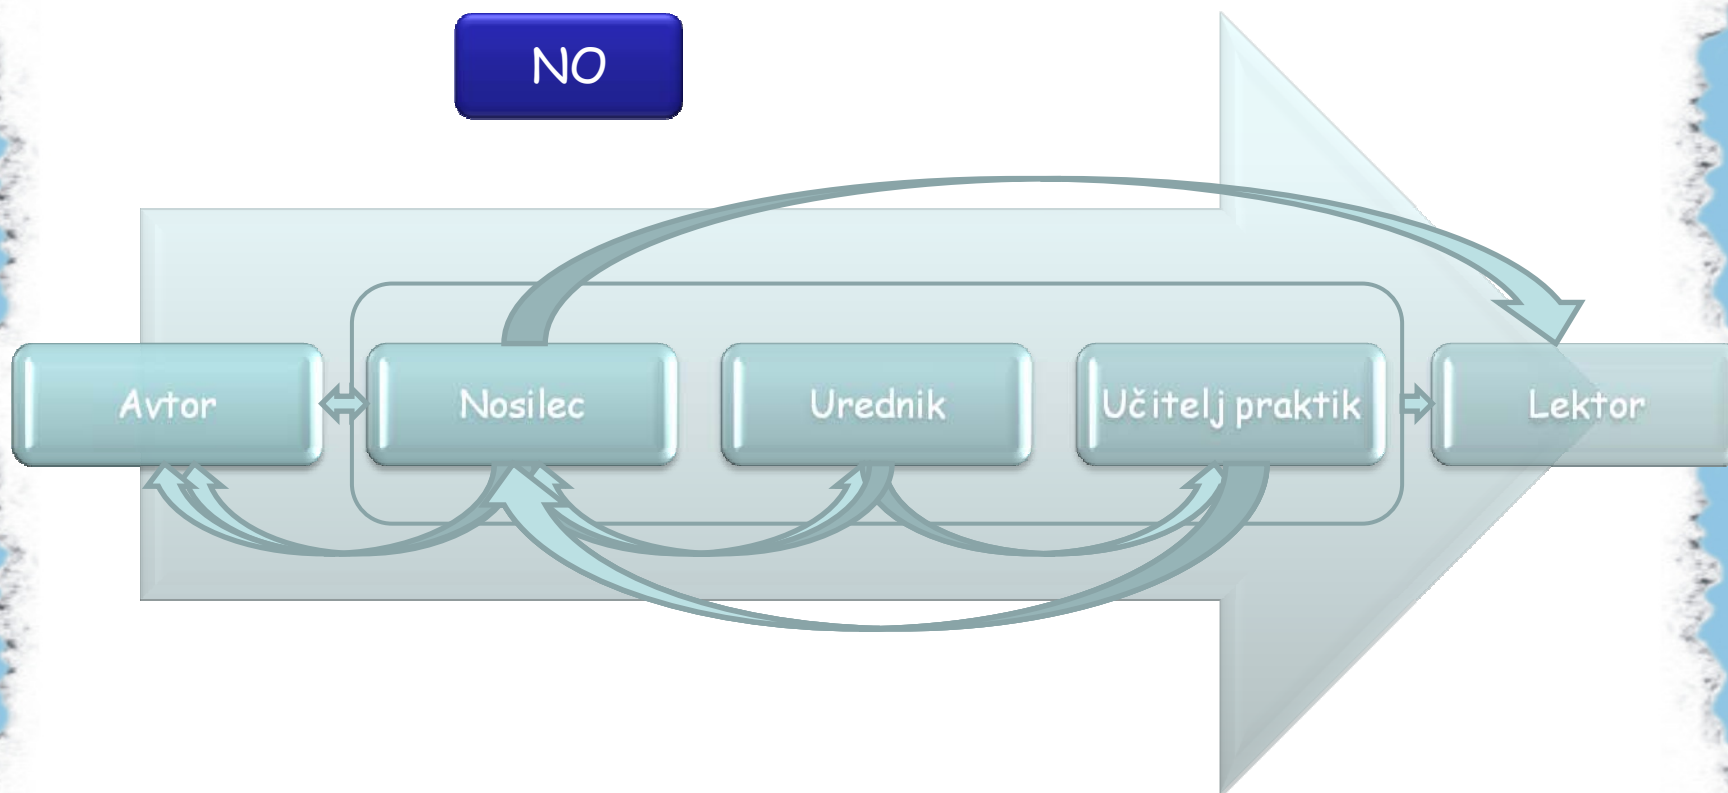 NO
Avtor
Nosilec
Urednik
Učitelj praktik
Lektor